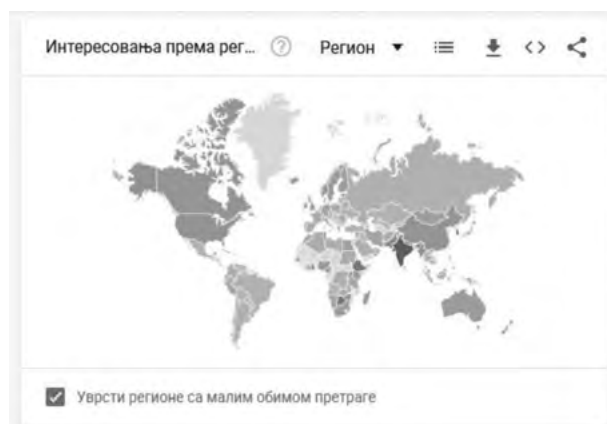 Интересовања према рег...
Регион
Уврсти регионе са малим обимом претраге